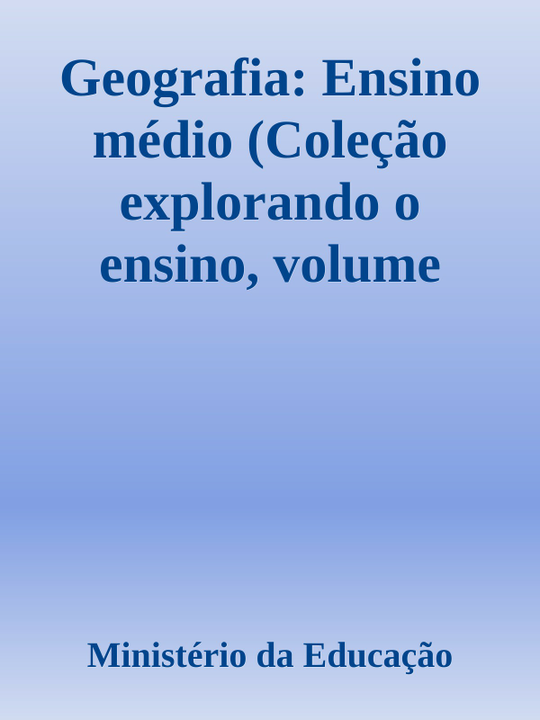 Geografia: Ensino
médio (Coleção
explorando o
ensino, volume
Ministério da Educação